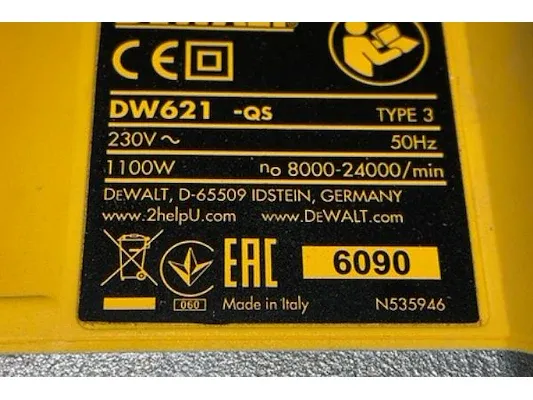 DEWALT
CE
DW621 -QS TYPE 3
230V~ 50Hz
1100W no 8000-24000/min
DEWALT, D-65509 IDSTEIN, GERMANY
www.2helpU.com www.DEWALT.com
EAC 6090
060 Made in Italy N535946